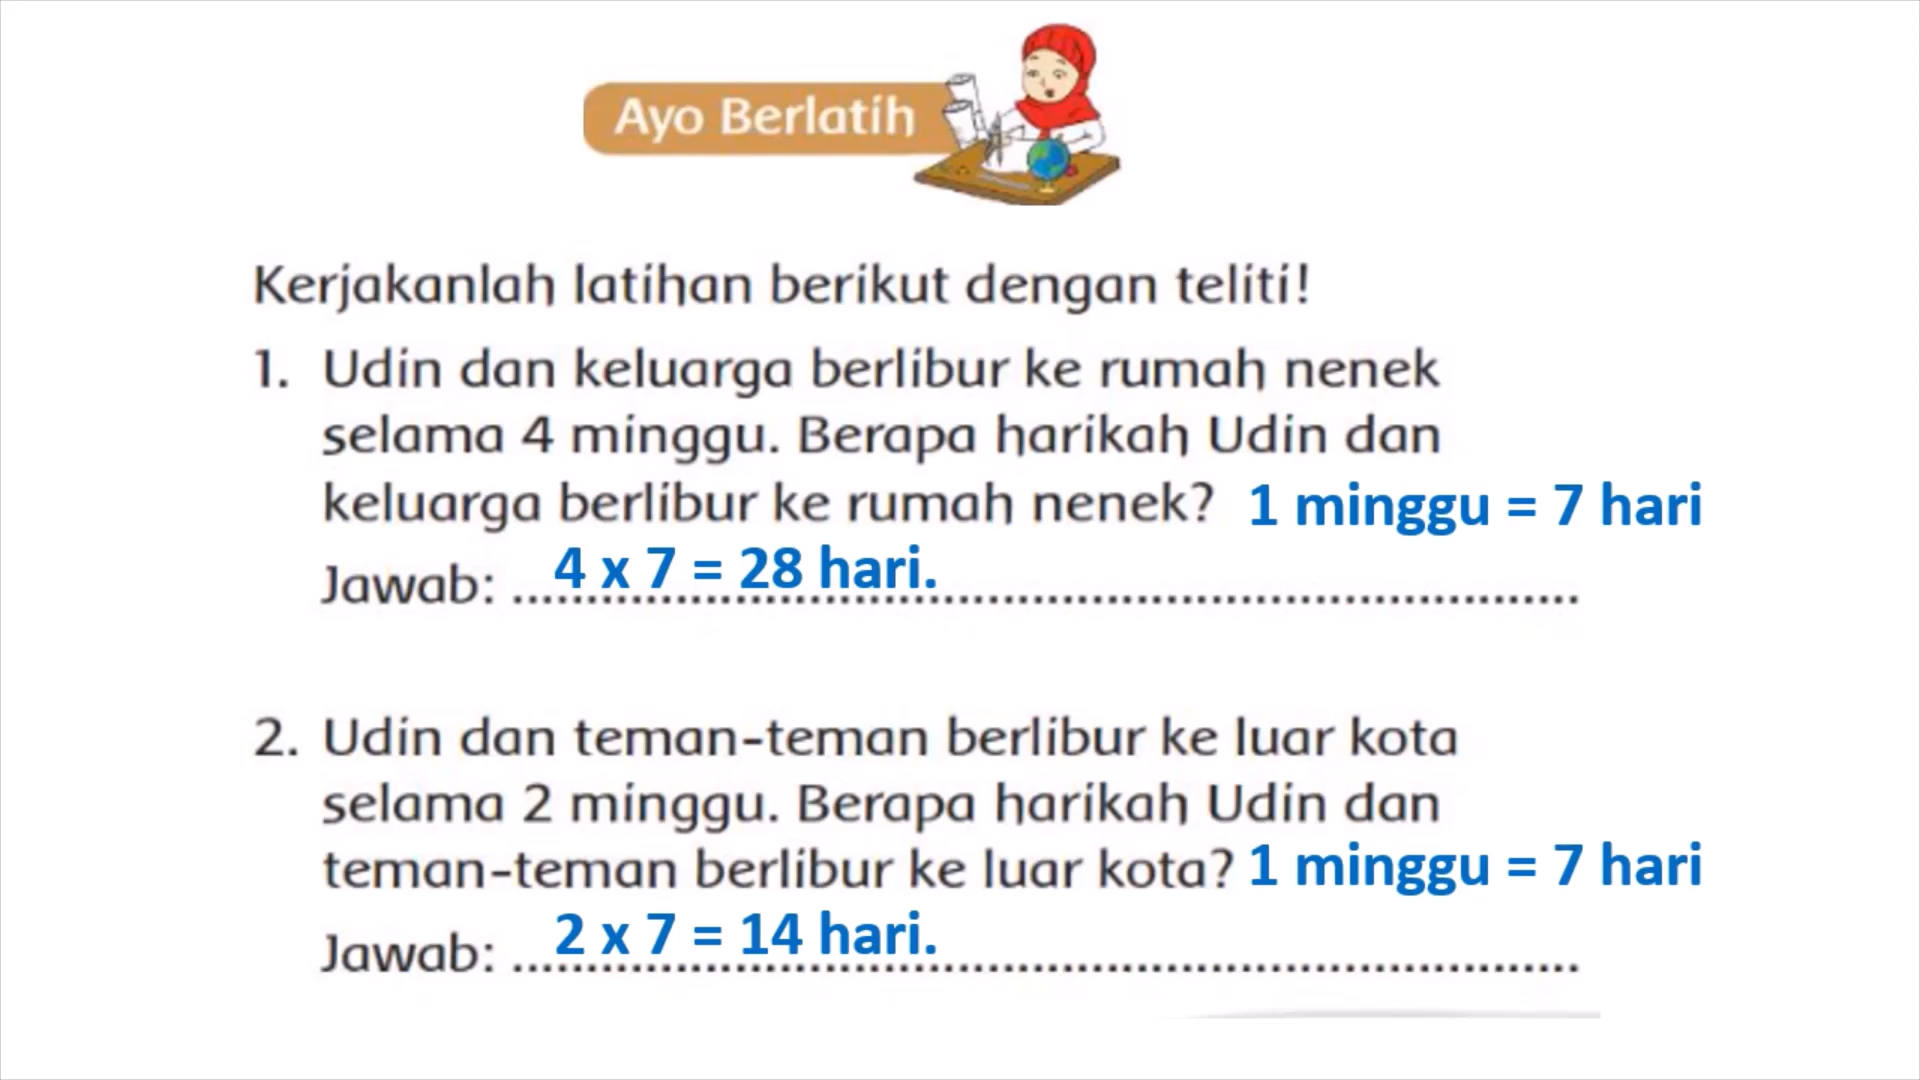 Ayo Berlatih
Kerjakanlah latihan berikut dengan teliti!
1. Udin dan keluarga berlibur ke rumah nenek
selama 4 minggu. Berapa harikah Udin dan
keluarga berlibur ke rumah nenek? 1 minggu = 7 hari
Jawab: ... 4 x 7 = 28 hari. ...
2. Udin dan teman-teman berlibur ke luar kota
selama 2 minggu. Berapa harikah Udin dan
teman-teman berlibur ke luar kota? 1 minggu = 7 hari
Jawab: ... 2 x 7 = 14 hari. ...